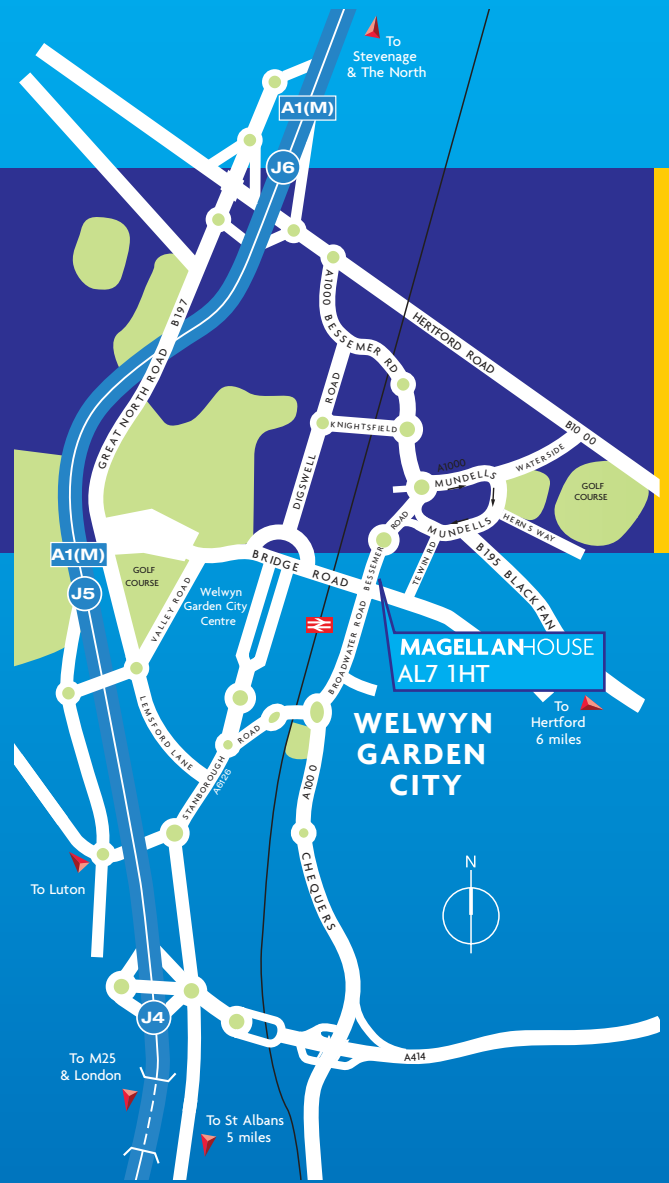 To
Stevenage
& The North
A1(M)
J6
B197
GREAT NORTH ROAD
A1000
BESSEMER RD
HERTFORD ROAD
B10 00
DIGSWELL ROAD
KNIGHTSFIELD
A1000
MUNDELLS
WATERSIDE
GOLF
COURSE
MUNDELLS
HERNS WAY
BESSEMER ROAD
TEWIN RD
B195 BLACK FAN
A1(M)
J5
GOLF
COURSE
BRIDGE ROAD
VALLEY ROAD
Welwyn
Garden City
Centre
MAGELLANHOUSE
AL7 1HT
BROADWATER ROAD
To
Hertford
6 miles
LEMSFORD LANE
WELWYN
GARDEN
CITY
STANBOROUGH ROAD
A6126
A100 0
CHEQUERS
To Luton
N
J4
A414
To M25
& London
To St Albans
5 miles